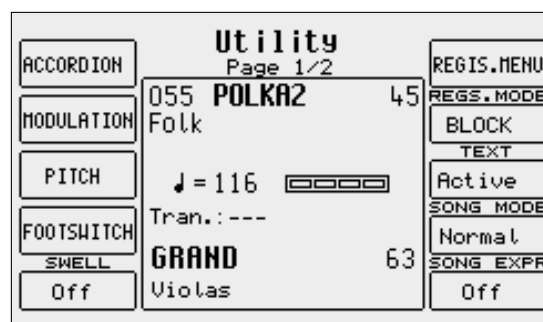 Utility
Page 1/2
ACCORDION
MODULATION
PITCH
FOOTSWITCH
SWELL
Off
055 POLKA2 45
Folk
♩=116
Tran.:---
GRAND 63
Violas
REGIS.MENU
REGS.MODE
BLOCK
TEXT
Active
SONG MODE
Normal
SONG EXPR
Off